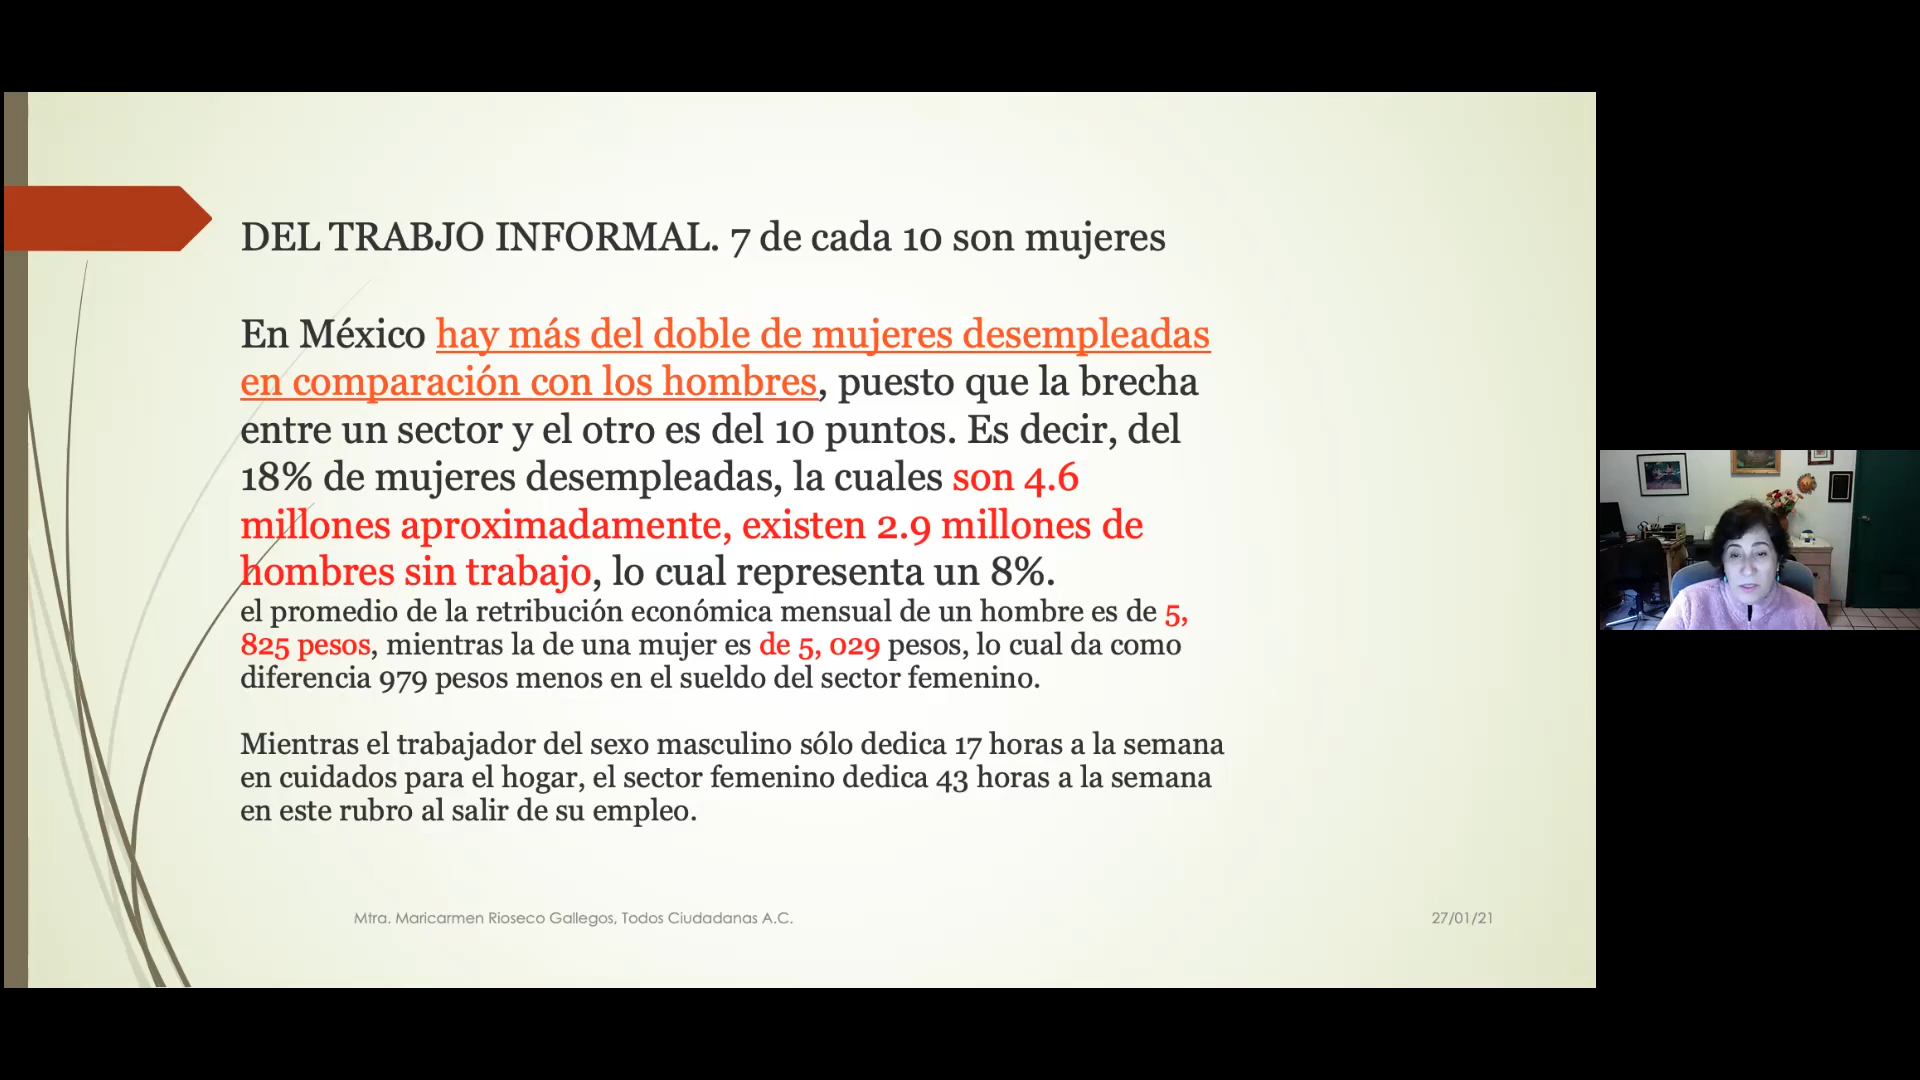 DEL TRABJO INFORMAL. 7 de cada 10 son mujeres
En México hay más del doble de mujeres desempleadas
en comparación con los hombres, puesto que la brecha
entre un sector y el otro es del 10 puntos. Es decir, del
18% de mujeres desempleadas, la cuales son 4.6
millones aproximadamente, existen 2.9 millones de
hombres sin trabajo, lo cual representa un 8%.
el promedio de la retribución económica mensual de un hombre es de 5,
825 pesos, mientras la de una mujer es de 5, 029 pesos, lo cual da como
diferencia 979 pesos menos en el sueldo del sector femenino.
Mientras el trabajador del sexo masculino sólo dedica 17 horas a la semana
en cuidados para el hogar, el sector femenino dedica 43 horas a la semana
en este rubro al salir de su empleo.
Mtra. Maricarmen Rioseco Gallegos, Todos Ciudadanas A.C.
27/01/21